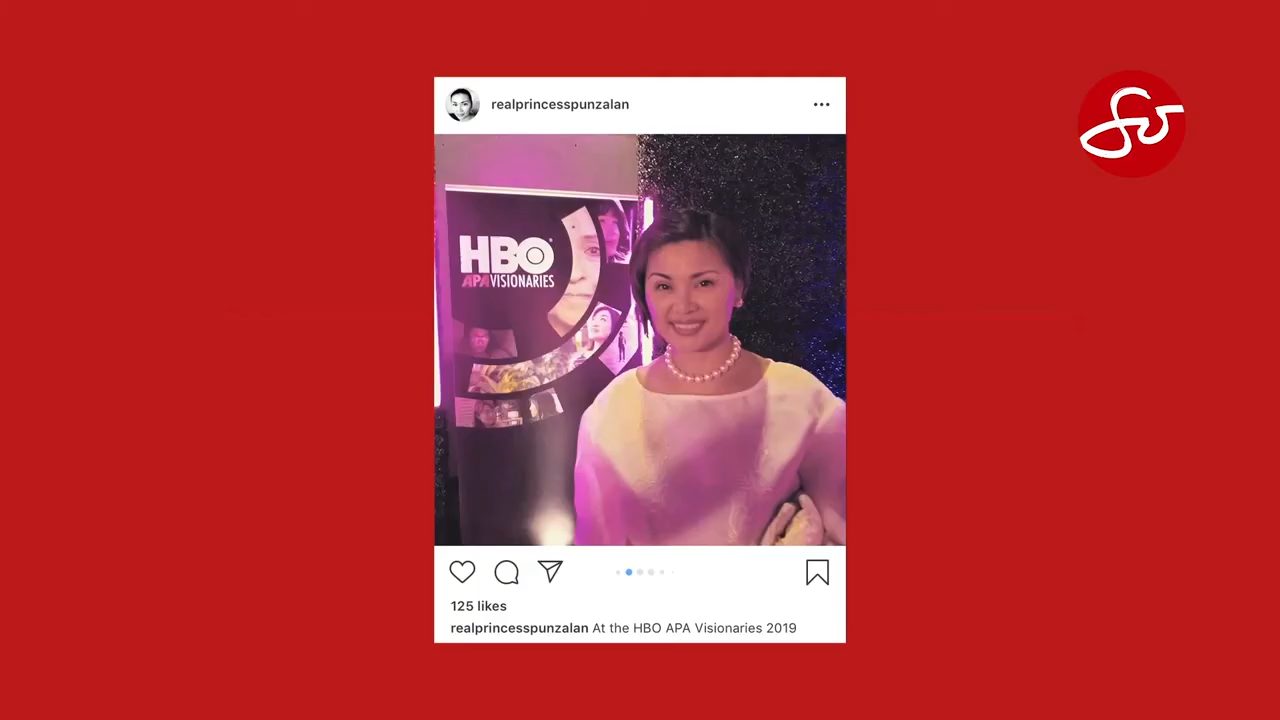 realprincesspunzalan
HBO
APA VISIONARIES
125 likes
realprincesspunzalan At the HBO APA Visionaries 2019